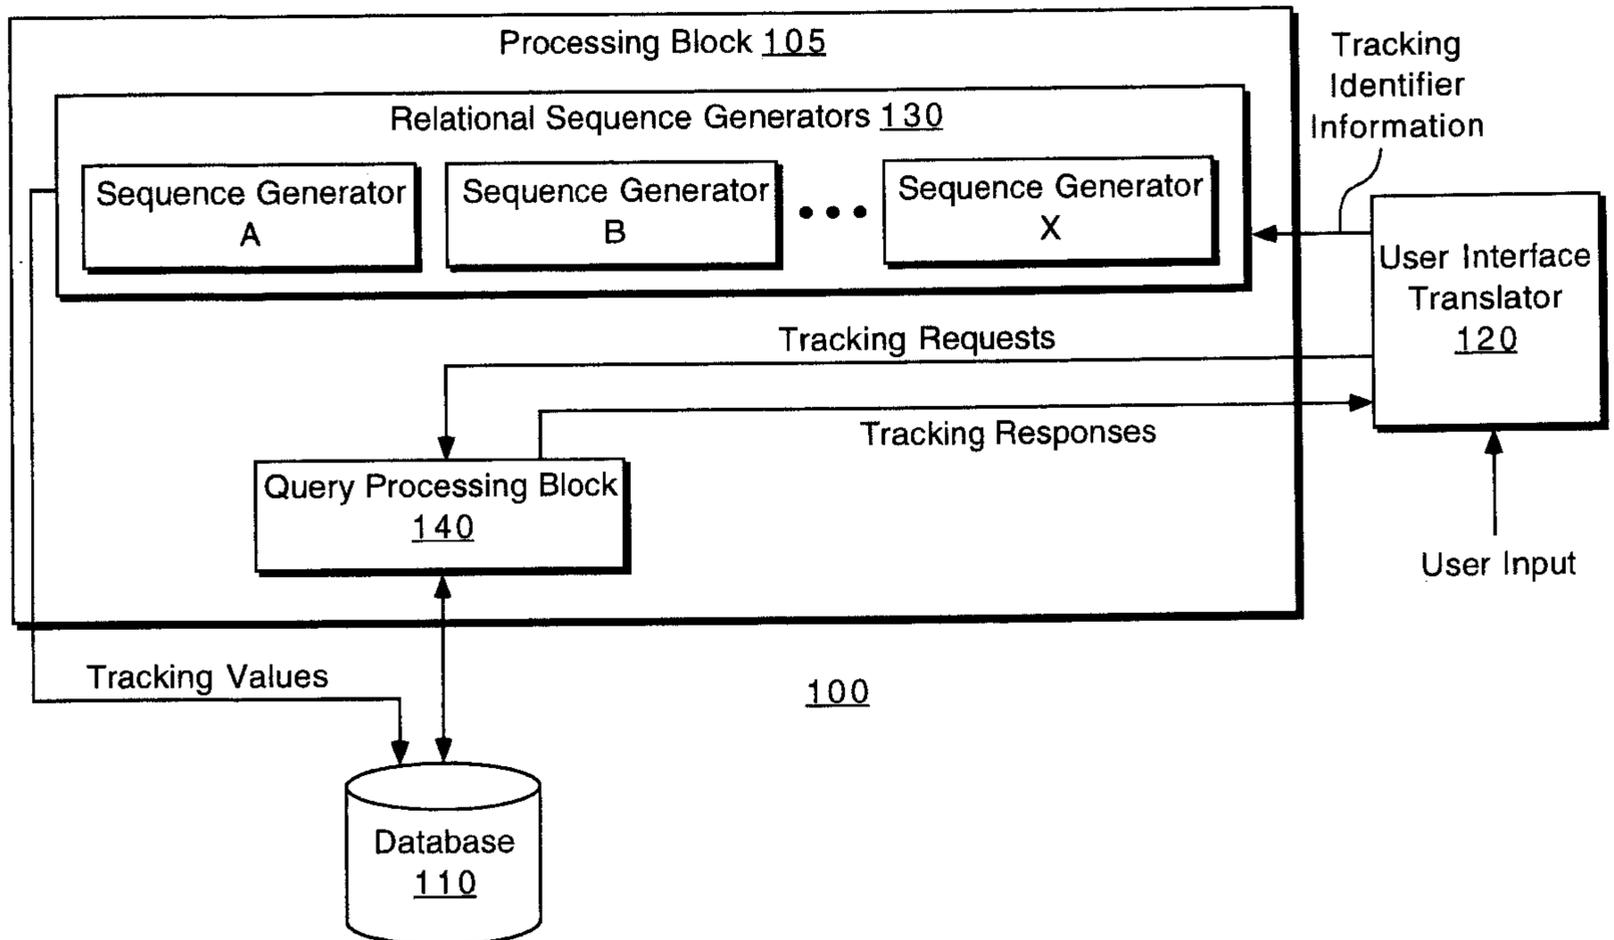 Processing Block 105
Tracking
Identifier
Information
Relational Sequence Generators 130
Sequence Generator
A
Sequence Generator
B
Sequence Generator
X
User Interface
Translator
120
Tracking Requests
Tracking Responses
Query Processing Block
140
User Input
Tracking Values
100
Database
110